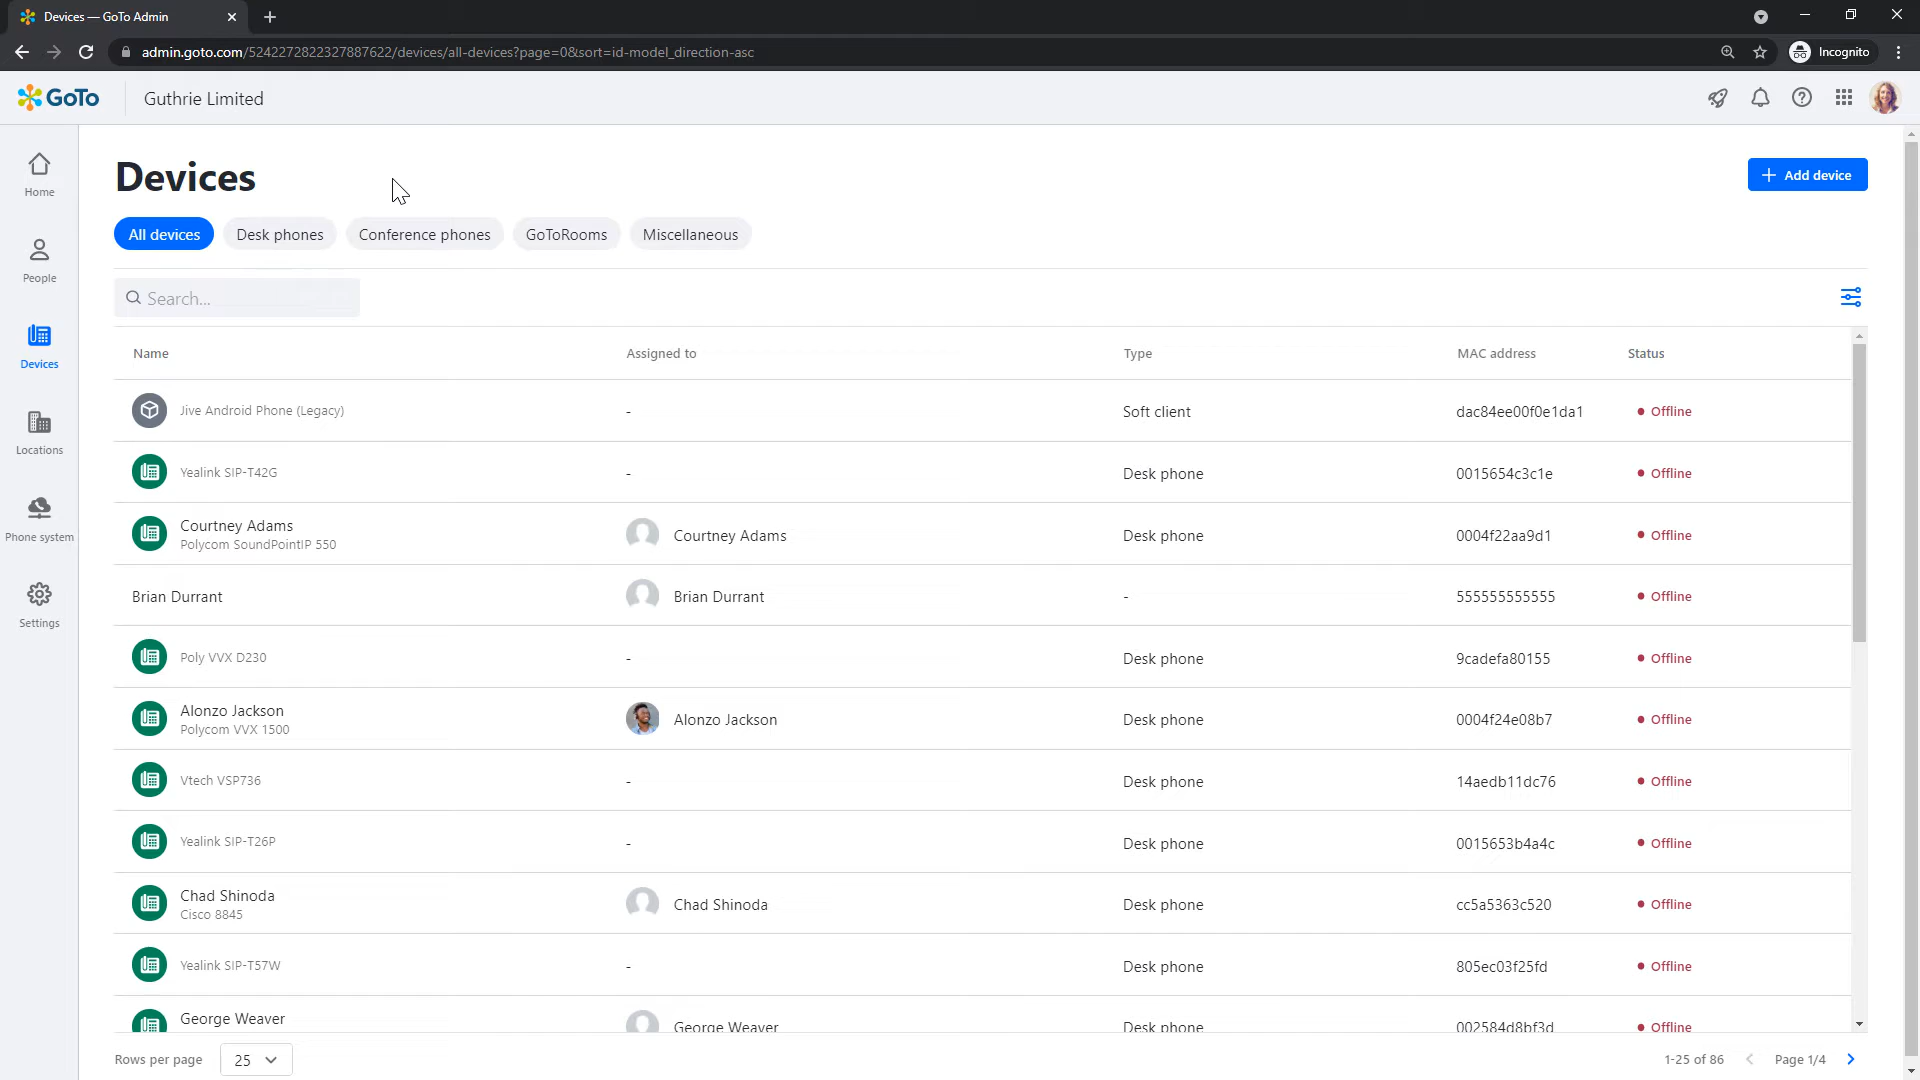 Devices — GoTo Admin
admin.goto.com/5242272822327887622/devices/all-devices?page=0&sort=id-model_direction-asc
Incognito
GoTo
Guthrie Limited
Home
People
Devices
Locations
Phone system
Settings
Devices
+ Add device
All devices
Desk phones
Conference phones
GoToRooms
Miscellaneous
Search...
Name Assigned to Type MAC address Status
Jive Android Phone (Legacy) - Soft client dac84ee00f0e1da1 Offline
Yealink SIP-T42G - Desk phone 0015654c3c1e Offline
Courtney Adams
Polycom SoundPointIP 550
Courtney Adams Desk phone 0004f22aa9d1 Offline
Brian Durrant Brian Durrant - 555555555555 Offline
Poly VVX D230 - Desk phone 9cadefa80155 Offline
Alonzo Jackson
Polycom VVX 1500
Alonzo Jackson Desk phone 0004f24e08b7 Offline
Vtech VSP736 - Desk phone 14aedb11dc76 Offline
Yealink SIP-T26P - Desk phone 0015653b4a4c Offline
Chad Shinoda
Cisco 8845
Chad Shinoda Desk phone cc5a5363c520 Offline
Yealink SIP-T57W - Desk phone 805ec03f25fd Offline
George Weaver George Weaver Desk phone 002584d8bf3d Offline
Rows per page 25
1-25 of 86 Page 1/4